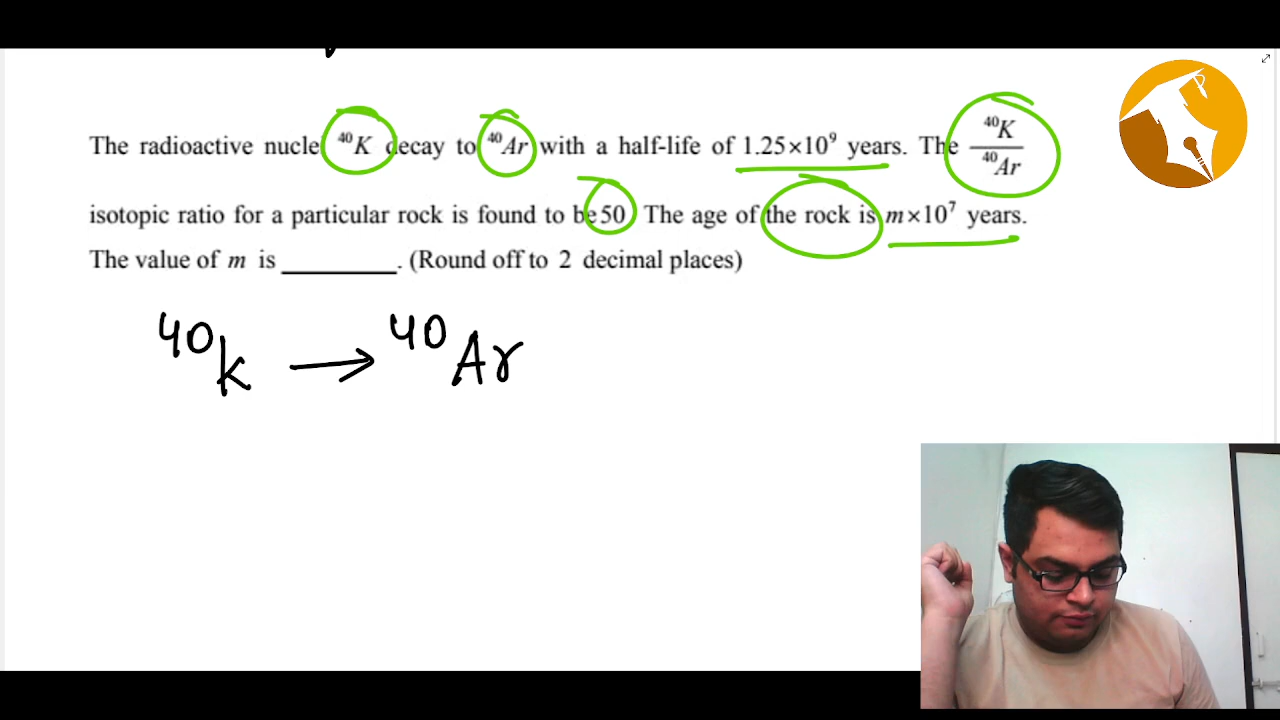 The radioactive nuclei ⁴⁰K decay to ⁴⁰Ar with a half-life of 1.25×10⁹ years. The ⁴⁰K/⁴⁰Ar
isotopic ratio for a particular rock is found to be 50 The age of the rock is m×10⁷ years.
The value of m is ________. (Round off to 2 decimal places)
⁴⁰K → ⁴⁰Ar